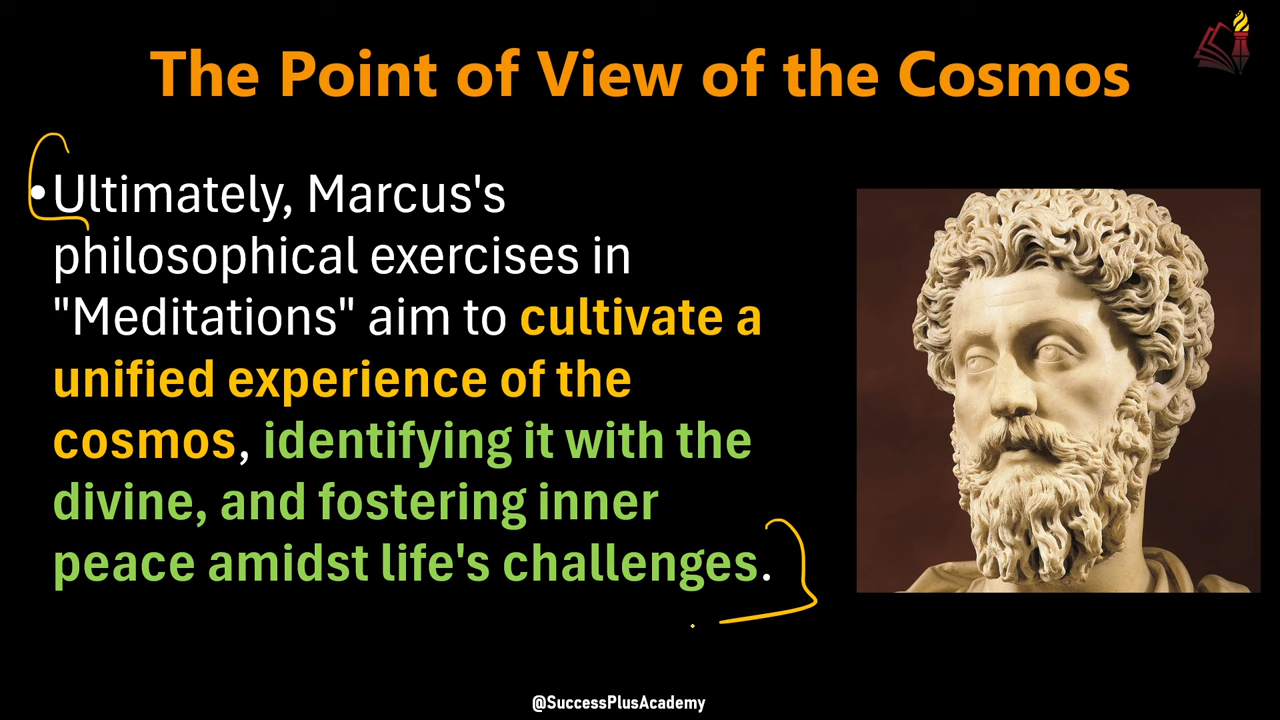 The Point of View of the Cosmos
•Ultimately, Marcus's
philosophical exercises in
"Meditations" aim to cultivate a
unified experience of the
cosmos, identifying it with the
divine, and fostering inner
peace amidst life's challenges.
@SuccessPlusAcademy